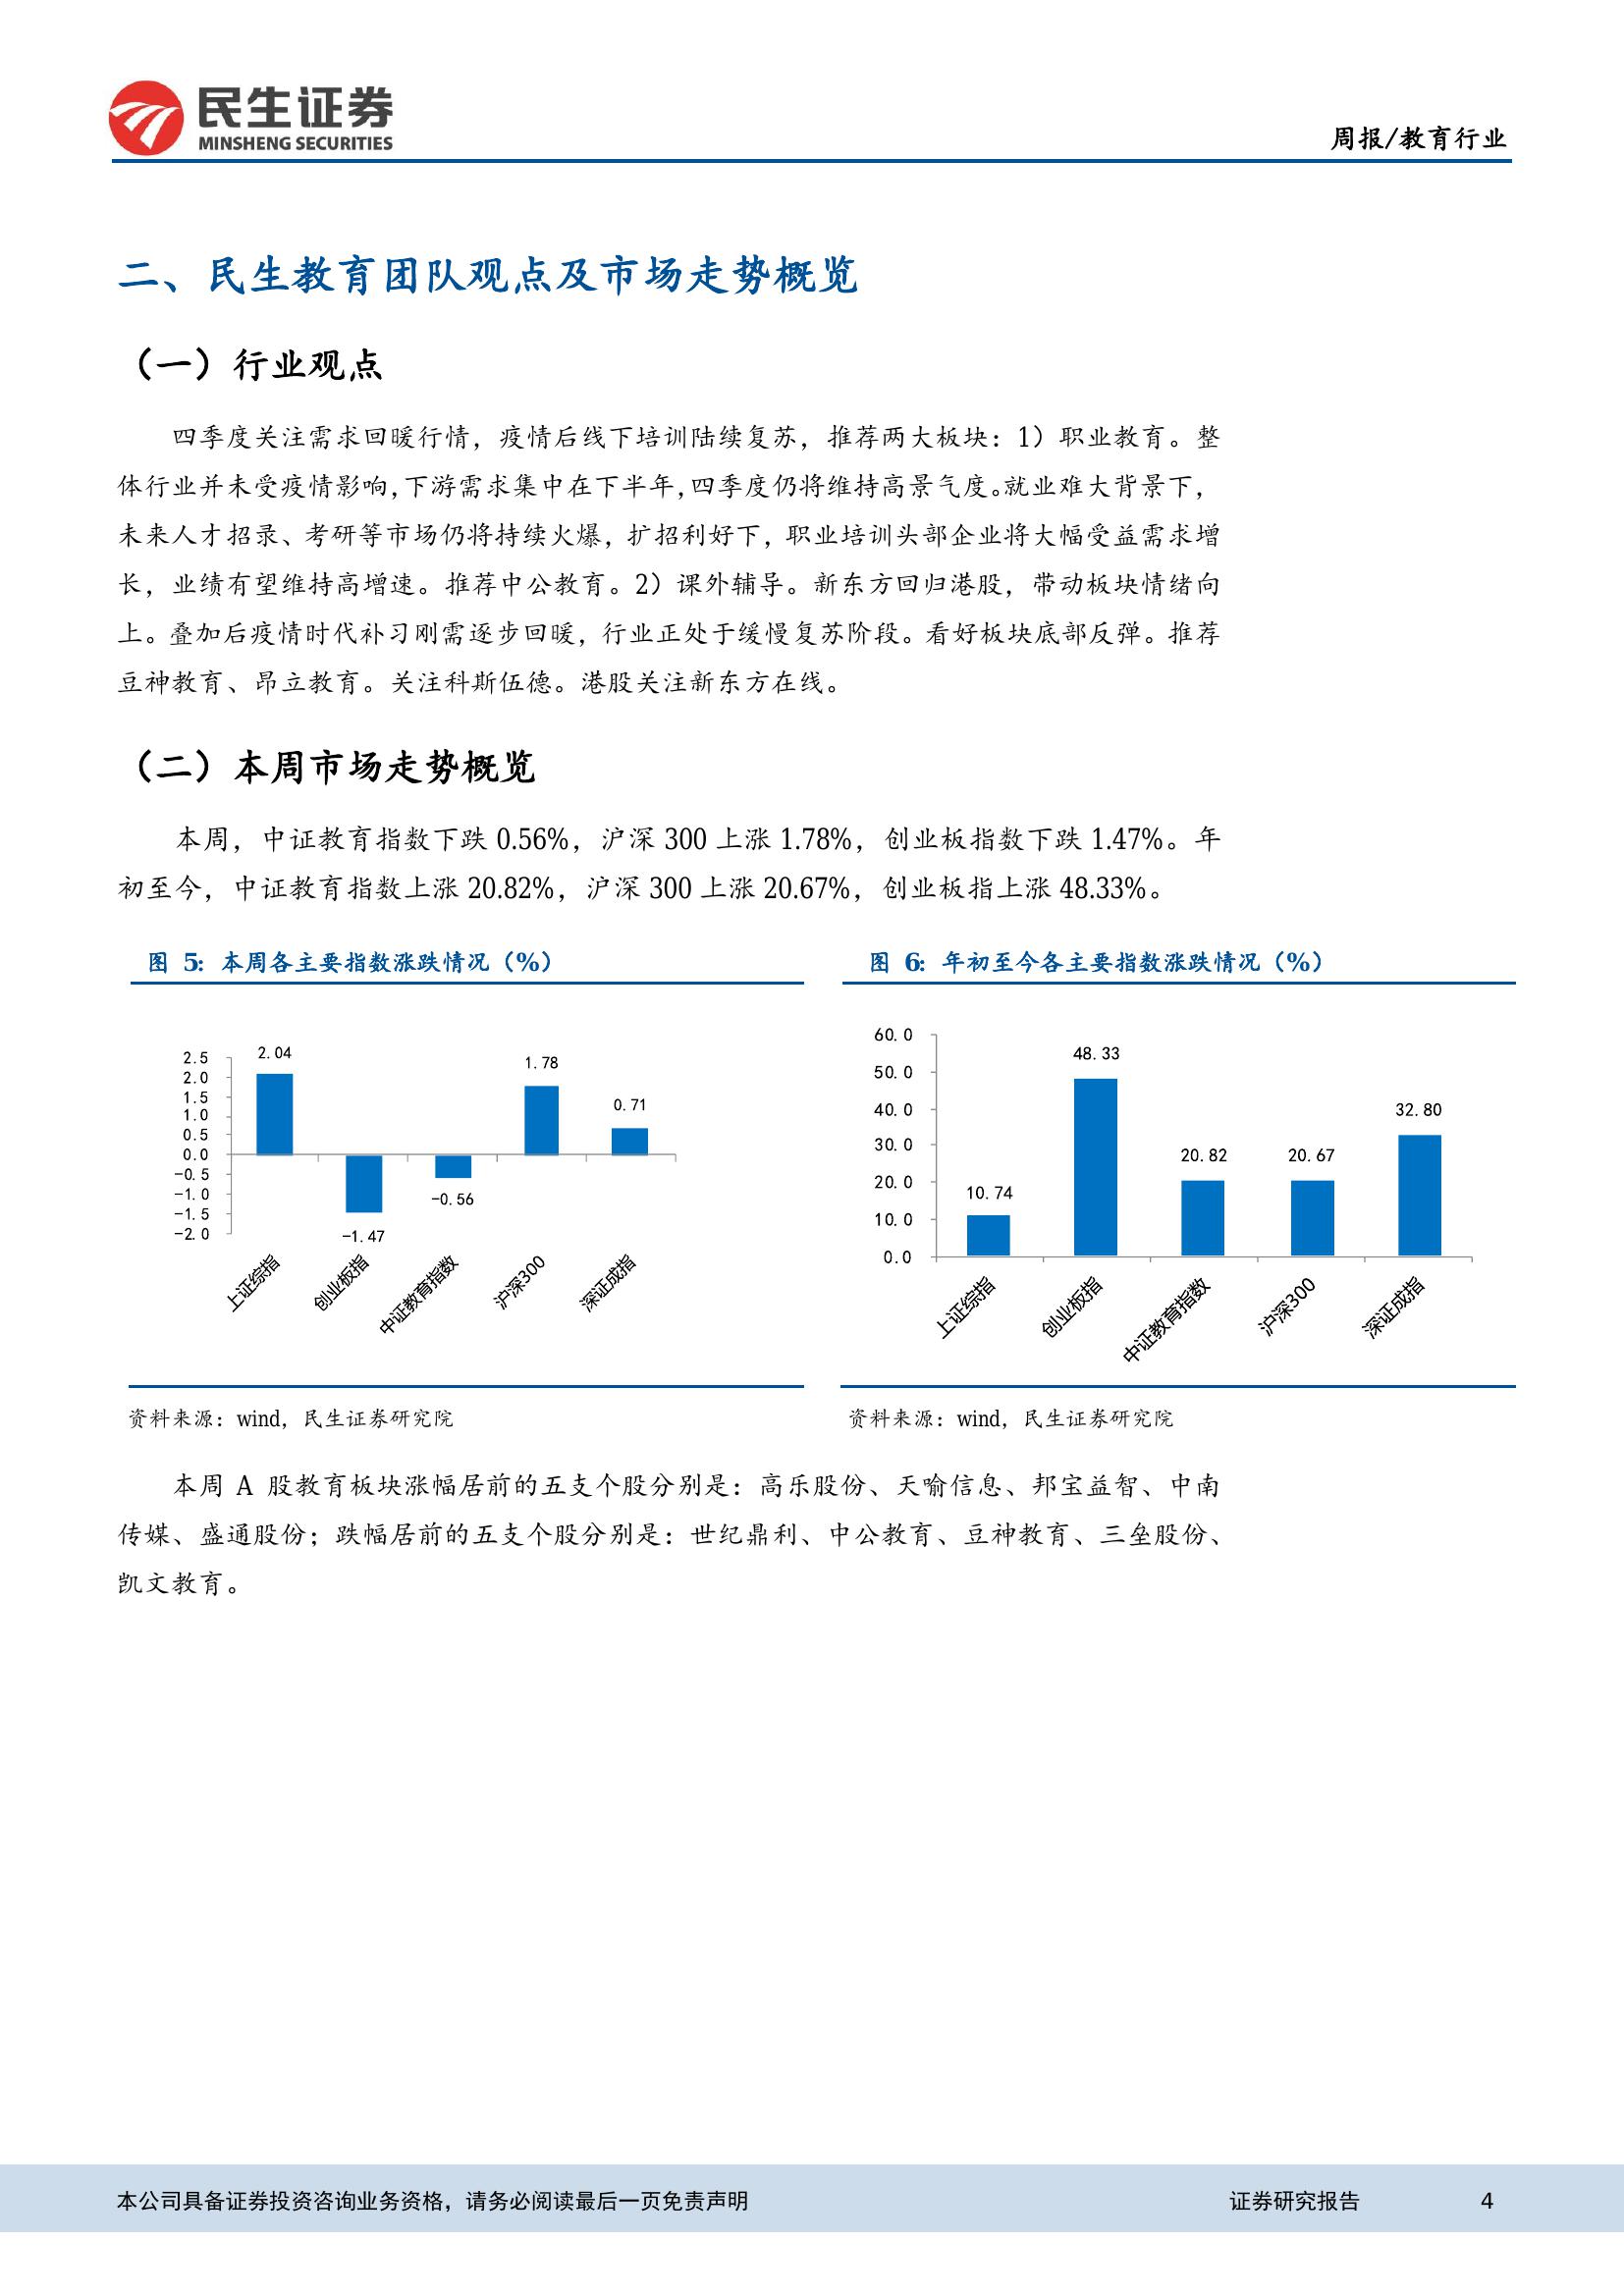 民生证券
MINSHENG SECURITIES
周报/教育行业
二、民生教育团队观点及市场走势概览
（一）行业观点
四季度关注需求回暖行情，疫情后线下培训陆续复苏，推荐两大板块：1）职业教育。整
体行业并未受疫情影响，下游需求集中在下半年，四季度仍将维持高景气度。就业难大背景下，
未来人才招录、考研等市场仍将持续火爆，扩招利好下，职业培训头部企业将大幅受益需求增
长，业绩有望维持高增速。推荐中公教育。2）课外辅导。新东方回归港股，带动板块情绪向
上。叠加后疫情时代补习刚需逐步回暖，行业正处于缓慢复苏阶段。看好板块底部反弹。推荐
豆神教育、昂立教育。关注科斯伍德。港股关注新东方在线。
（二）本周市场走势概览
本周，中证教育指数下跌 0.56%，沪深 300 上涨 1.78%，创业板指数下跌 1.47%。年
初至今，中证教育指数上涨 20.82%，沪深 300 上涨 20.67%，创业板指上涨 48.33%。
图 5：本周各主要指数涨跌情况（%）
2.5
2.0
1.5
1.0
0.5
0.0
-0.5
-1.0
-1.5
-2.0
2.04
-1.47
-0.56
1.78
0.71
上证综指
创业板指
中证教育指数
沪深300
深证成指
资料来源：wind，民生证券研究院
图 6：年初至今各主要指数涨跌情况（%）
60.0
50.0
40.0
30.0
20.0
10.0
0.0
10.74
48.33
20.82
20.67
32.80
上证综指
创业板指
中证教育指数
沪深300
深证成指
资料来源：wind，民生证券研究院
本周 A 股教育板块涨幅居前的五支个股分别是：高乐股份、天喻信息、邦宝益智、中南
传媒、盛通股份；跌幅居前的五支个股分别是：世纪鼎利、中公教育、豆神教育、三垒股份、
凯文教育。
本公司具备证券投资咨询业务资格，请务必阅读最后一页免责声明
证券研究报告
4